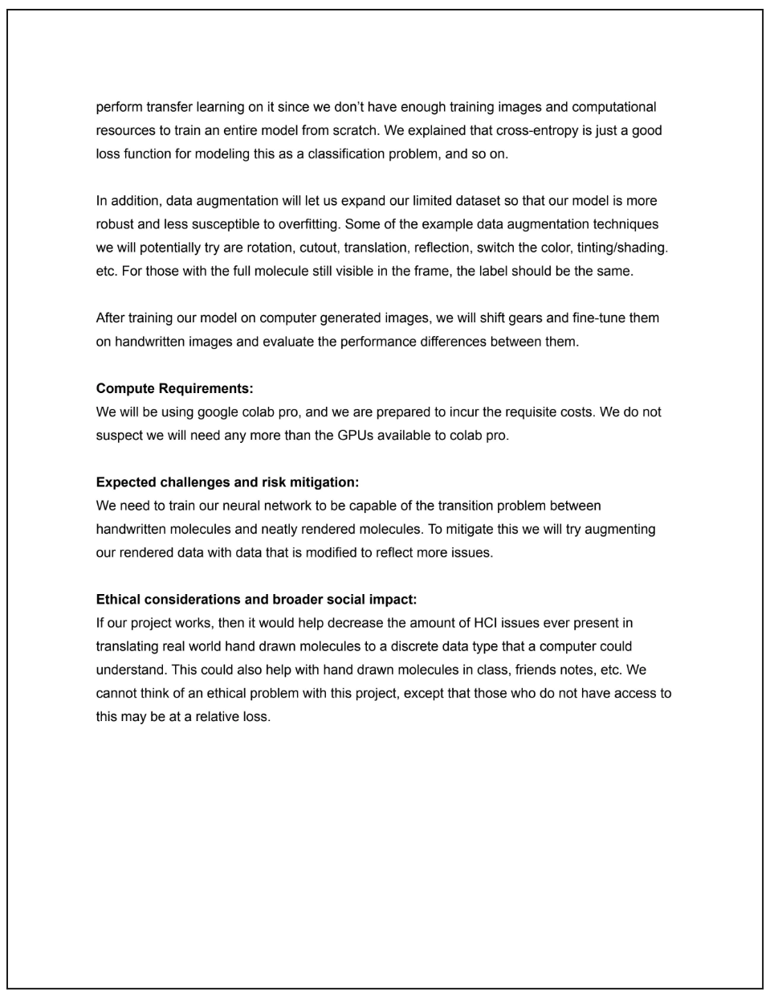 perform transfer learning on it since we don’t have enough training images and computational
resources to train an entire model from scratch. We explained that cross-entropy is just a good
loss function for modeling this as a classification problem, and so on.
In addition, data augmentation will let us expand our limited dataset so that our model is more
robust and less susceptible to overfitting. Some of the example data augmentation techniques
we will potentially try are rotation, cutout, translation, reflection, switch the color, tinting/shading.
etc. For those with the full molecule still visible in the frame, the label should be the same.
After training our model on computer generated images, we will shift gears and fine-tune them
on handwritten images and evaluate the performance differences between them.
Compute Requirements:
We will be using google colab pro, and we are prepared to incur the requisite costs. We do not
suspect we will need any more than the GPUs available to colab pro.
Expected challenges and risk mitigation:
We need to train our neural network to be capable of the transition problem between
handwritten molecules and neatly rendered molecules. To mitigate this we will try augmenting
our rendered data with data that is modified to reflect more issues.
Ethical considerations and broader social impact:
If our project works, then it would help decrease the amount of HCI issues ever present in
translating real world hand drawn molecules to a discrete data type that a computer could
understand. This could also help with hand drawn molecules in class, friends notes, etc. We
cannot think of an ethical problem with this project, except that those who do not have access to
this may be at a relative loss.